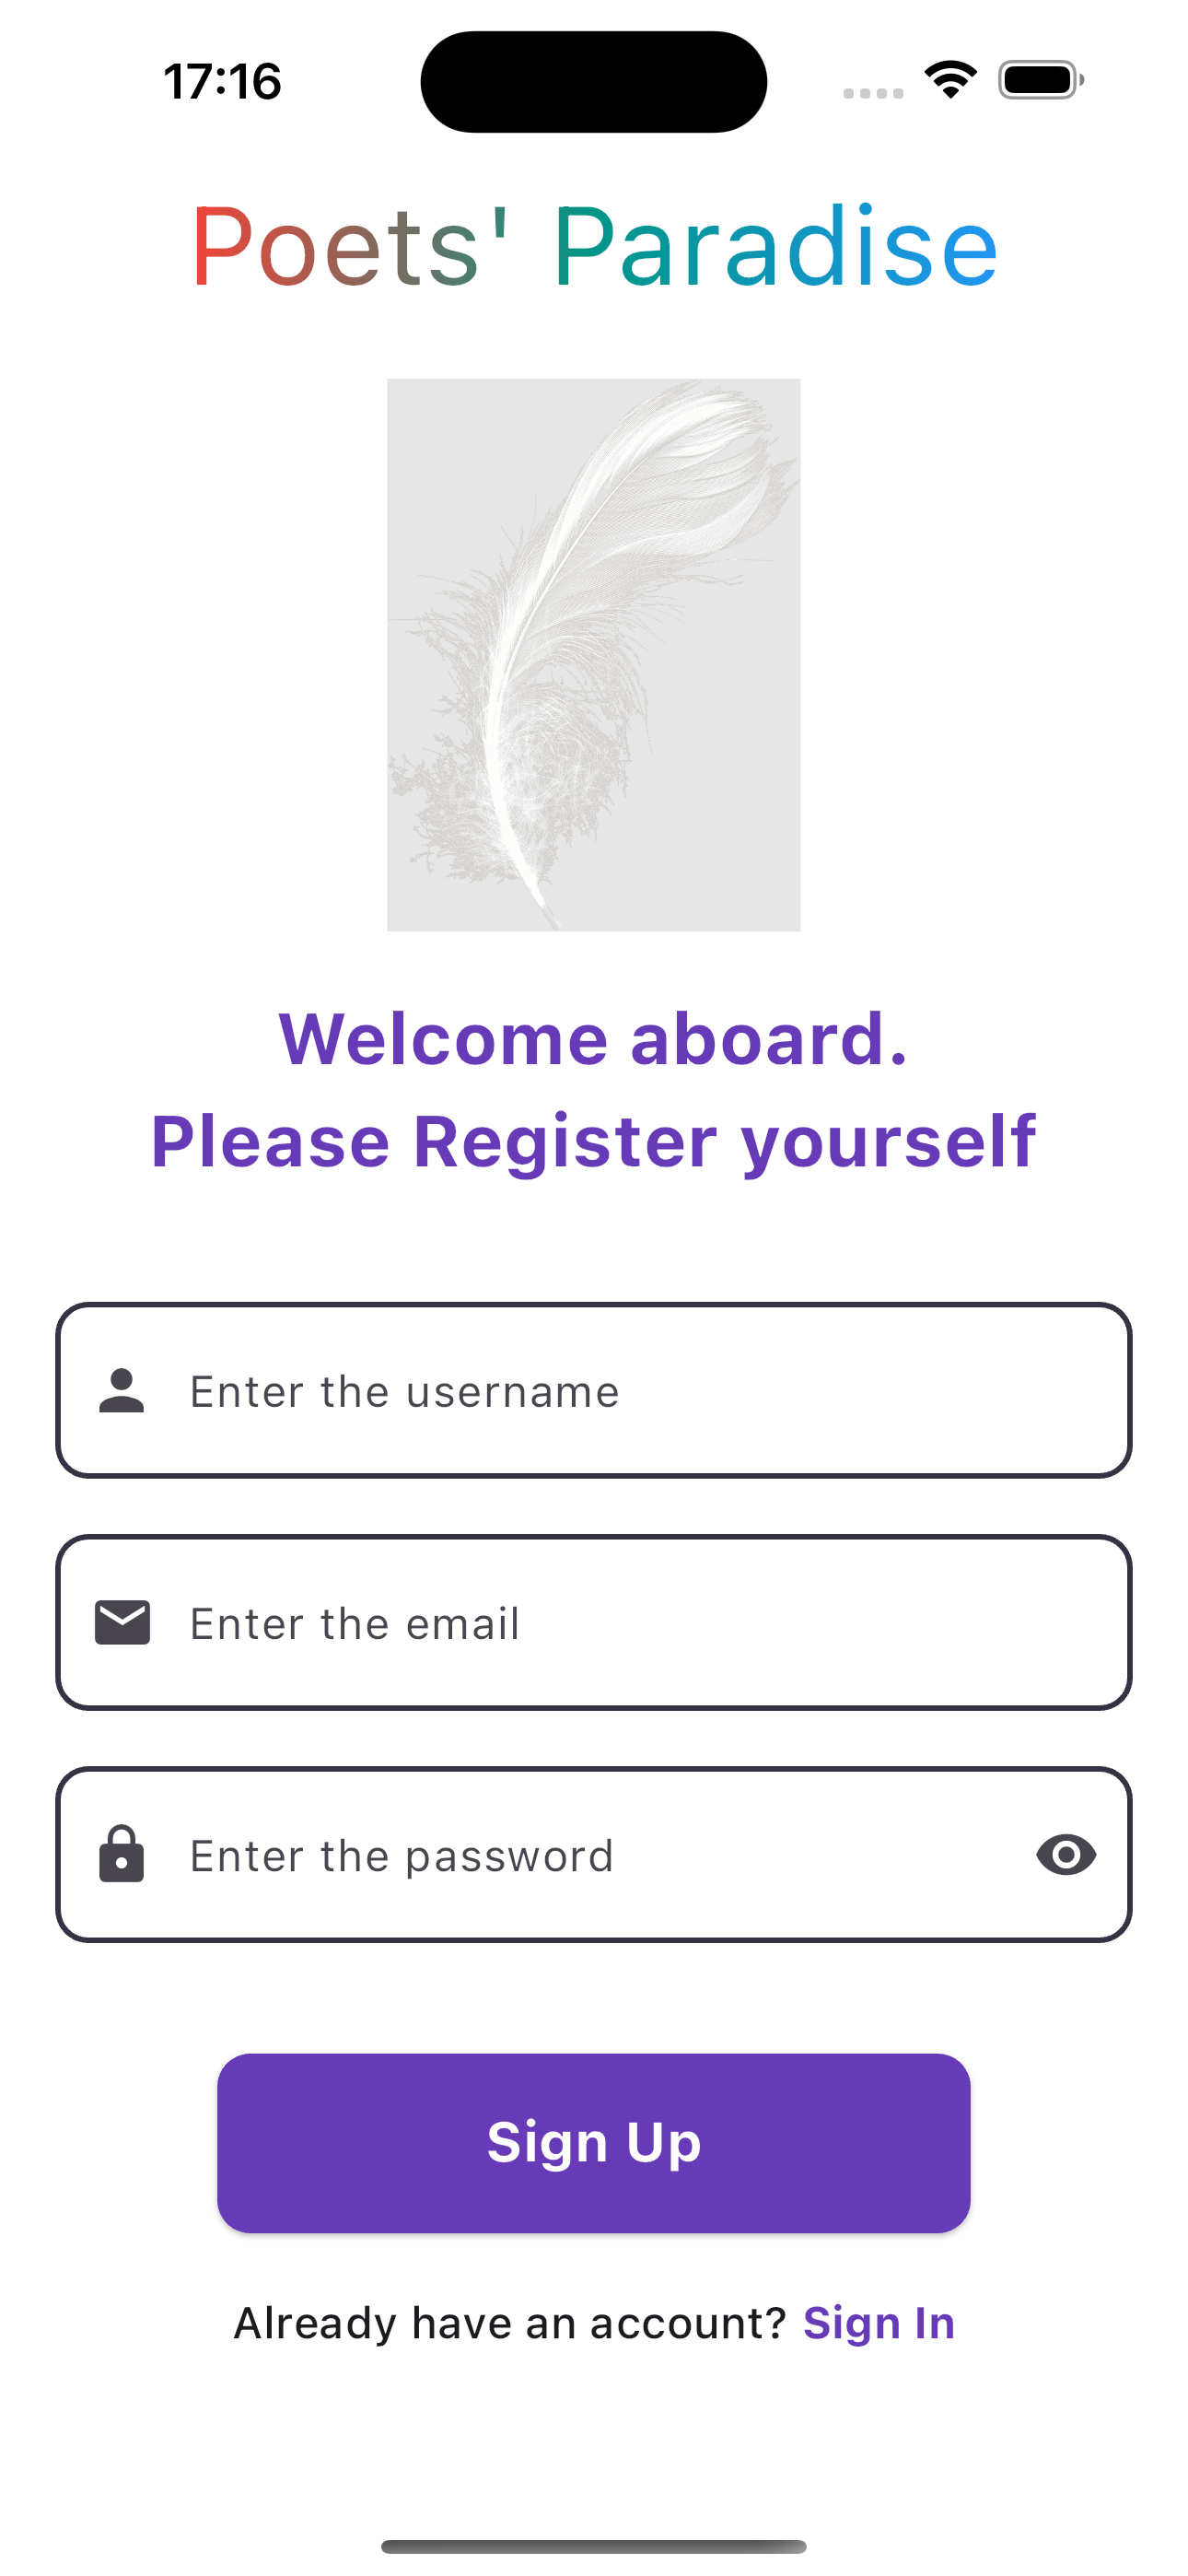 17:16
Poets' Paradise
Welcome aboard.
Please Register yourself
Enter the username
Enter the email
Enter the password
Sign Up
Already have an account? Sign In